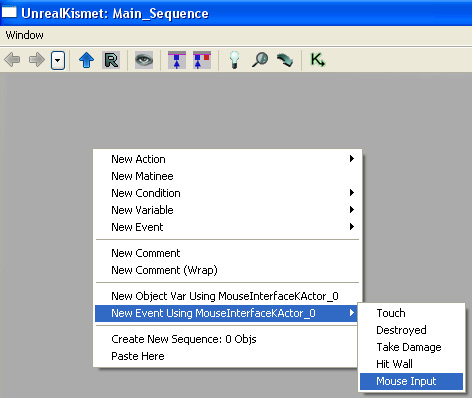 UnrealKismet: Main_Sequence
Window
R
K
New Action
New Matinee
New Condition
New Variable
New Event
New Comment
New Comment (Wrap)
New Object Var Using MouseInterfaceKActor_0
New Event Using MouseInterfaceKActor_0
Create New Sequence: 0 Objs
Paste Here
Touch
Destroyed
Take Damage
Hit Wall
Mouse Input